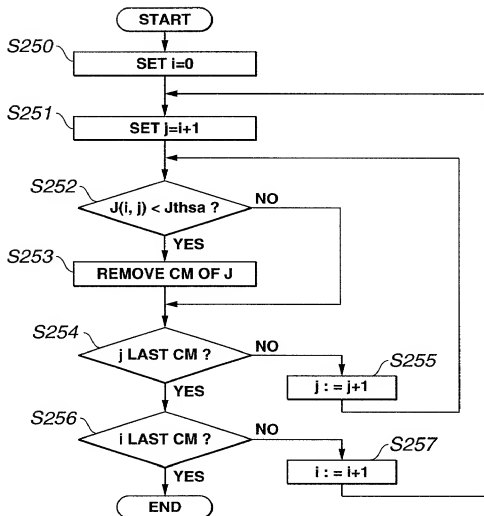 START
S250
SET i=0
S251
SET j=i+1
S252
J(i, j) < Jthsa ?
NO
YES
S253
REMOVE CM OF J
S254
j LAST CM ?
NO
S255
j : = j+1
YES
S256
i LAST CM ?
NO
S257
i : = i+1
YES
END